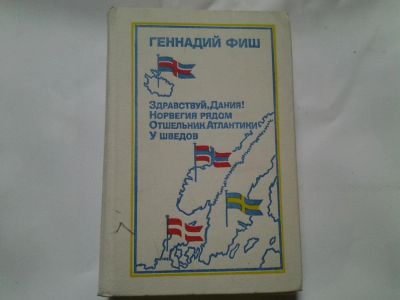 ГЕННАДИЙ ФИШ
ЗДРАВСТВУЙ, ДАНИЯ!
НОРВЕГИЯ РЯДОМ
ОТШЕЛЬНИК АТЛАНТИКИ
У ШВЕДОВ